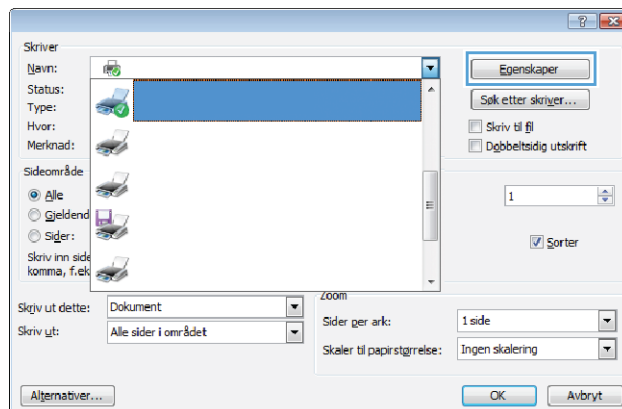 Skriver
Navn:
Egenskaper
Status:
Søk etter skriver...
Type:
Hvor:
Skriv til fil
Merknad:
Dobbeltsidig utskrift
Sideområde
Alle
1
Gjeldend
Sider:
Sorter
Skriv inn side
komma, f.ek
Zoom
Skriv ut dette:
Dokument
Sider per ark:
1 side
Skriv ut:
Alle sider i området
Skaler til papirstørrelse:
Ingen skalering
Alternativer...
OK
Avbryt